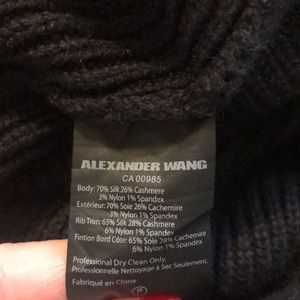 ALEXANDER WANG
CA 00985
Body: 70% Silk 26% Cashmere
3% Nylon 1% Spandex
Extérieur: 70% Soie 26% Cachemire
3% Nylon 1% Spandex
Rib Trim: 65% Silk 28% Cashmere
6% Nylon 1% Spandex
Fintion Bord Côte: 65% Soie 28% Cachemire
6% Nylon 1% Spandex
Professional Dry Clean Only.
Professionnelle Nettoyage à Sec Seulement.
Fabriqué en Chine
P